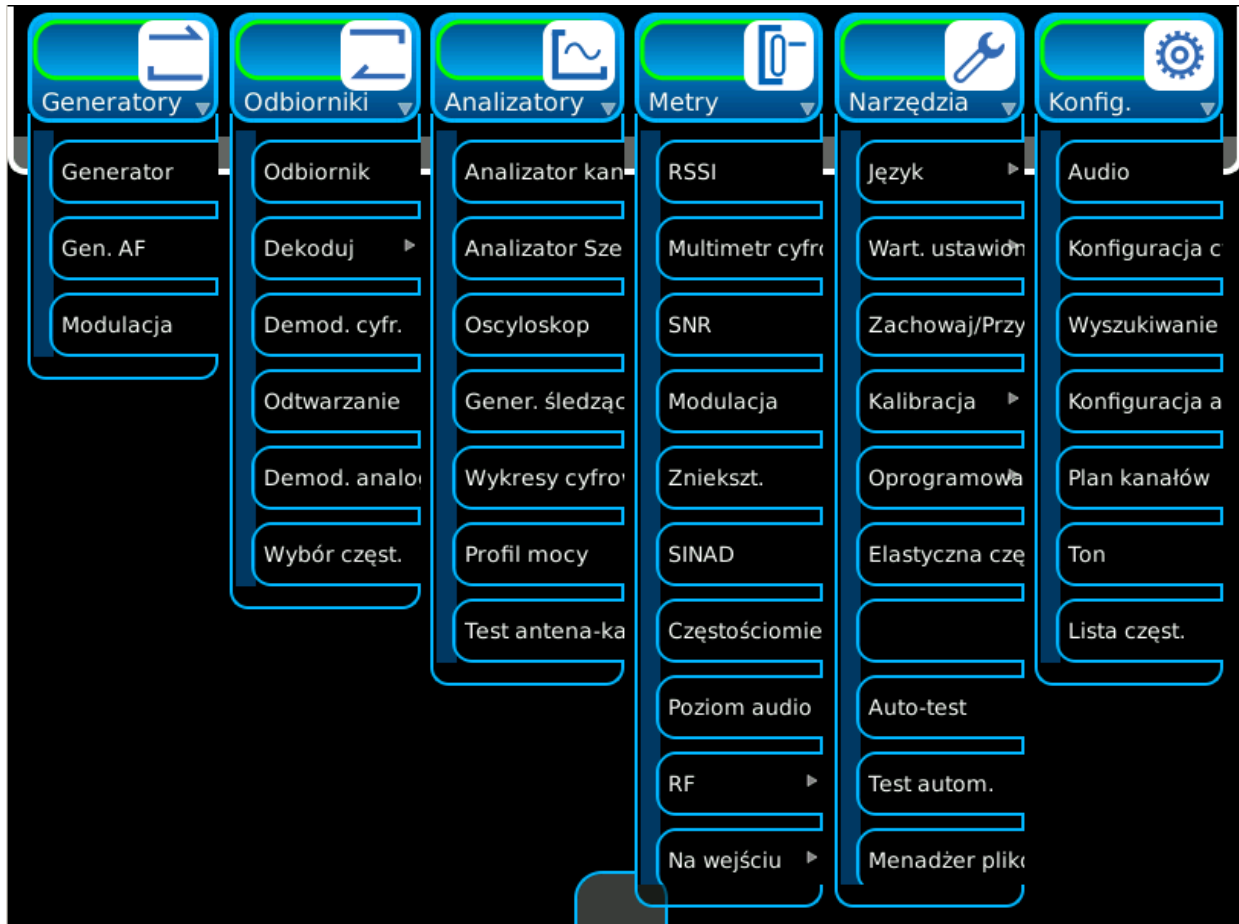 Generatory
Generator
Gen. AF
Modulacja
Odbiorniki
Odbiornik
Dekoduj
Demod. cyfr.
Odtwarzanie
Demod. analo
Wybór częst.
Analizatory
Analizator kan
Analizator Sze
Oscyloskop
Gener. śledząc
Wykresy cyfro
Profil mocy
Test antena-ka
Metry
RSSI
Multimetr cyfro
SNR
Modulacja
Zniekszt.
SINAD
Częstościomie
Poziom audio
RF
Na wejściu
Narzędzia
Język
Wart. ustawion
Zachowaj/Przy
Kalibracja
Oprogramowa
Elastyczna czę
Auto-test
Test autom.
Menadżer plik
Konfig.
Audio
Konfiguracja c
Wyszukiwanie
Konfiguracja a
Plan kanałów
Ton
Lista częst.